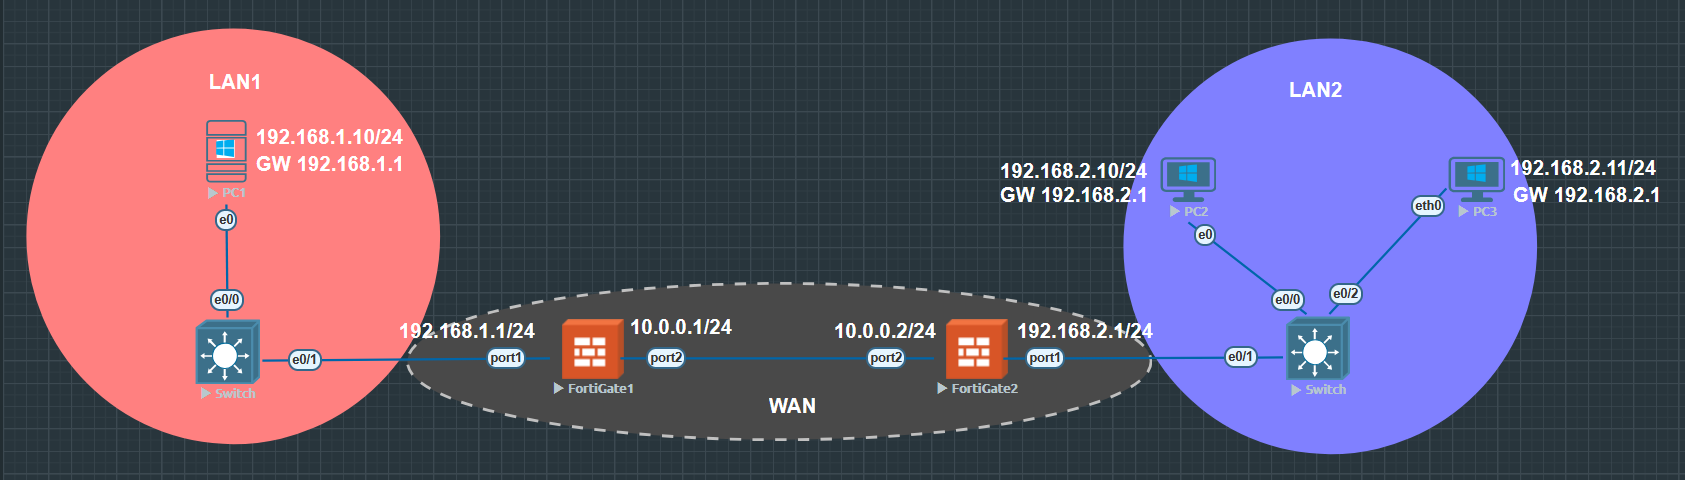 LAN1
192.168.1.10/24
GW 192.168.1.1
PC1
e0
e0/0
e0/1
Switch
192.168.1.1/24
port1
10.0.0.1/24
port2
FortiGate1
WAN
10.0.0.2/24
port2
192.168.2.1/24
port1
FortiGate2
LAN2
192.168.2.10/24
GW 192.168.2.1
PC2
e0
192.168.2.11/24
GW 192.168.2.1
eth0
PC3
e0/0
e0/2
e0/1
Switch